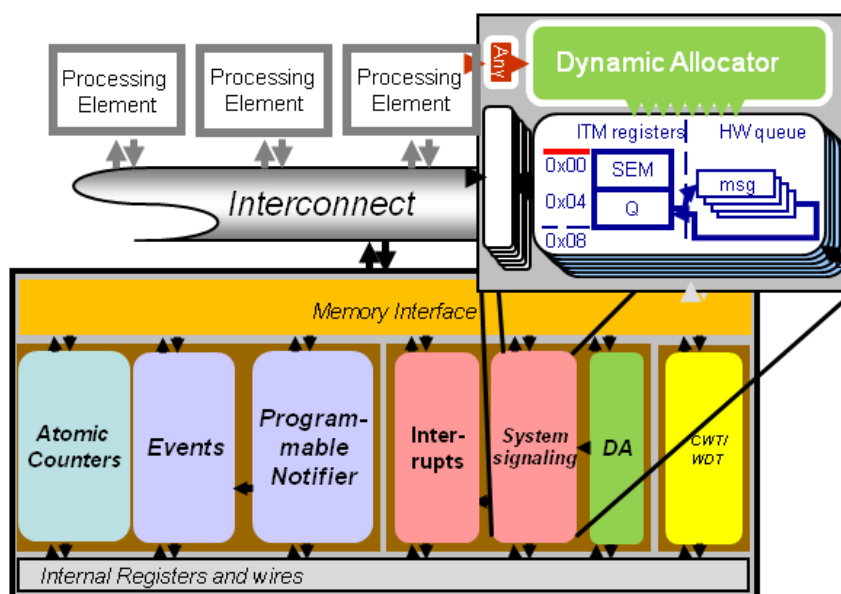 Processing
Element
Processing
Element
Processing
Element
Any
Dynamic Allocator
ITM registers
HW queue
0x00
SEM
msg
0x04
Q
0x08
Interconnect
Memory Interface
Atomic
Counters
Events
Program-
mable
Notifier
Inter-
rupts
System
signaling
DA
CWT/
WDT
Internal Registers and wires